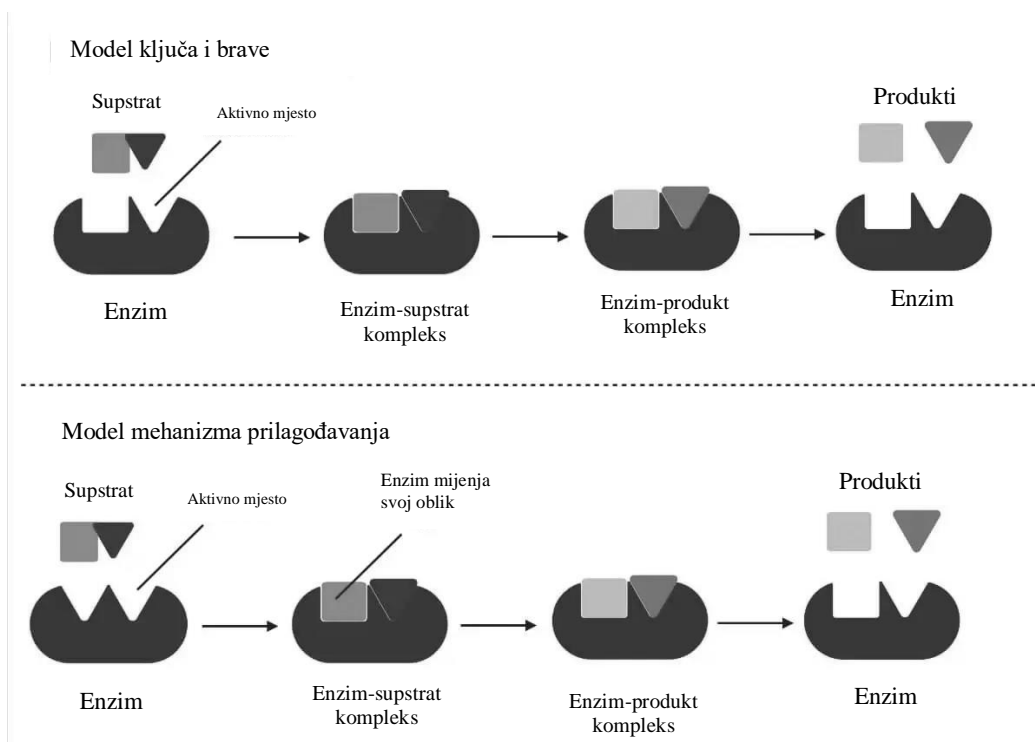 Model ključa i brave
Supstrat
Aktivno mjesto
Produkti
Enzim
Enzim-supstrat
kompleks
Enzim-produkt
kompleks
Enzim
Model mehanizma prilagođavanja
Supstrat
Aktivno mjesto
Enzim mijenja
svoj oblik
Produkti
Enzim
Enzim-supstrat
kompleks
Enzim-produkt
kompleks
Enzim